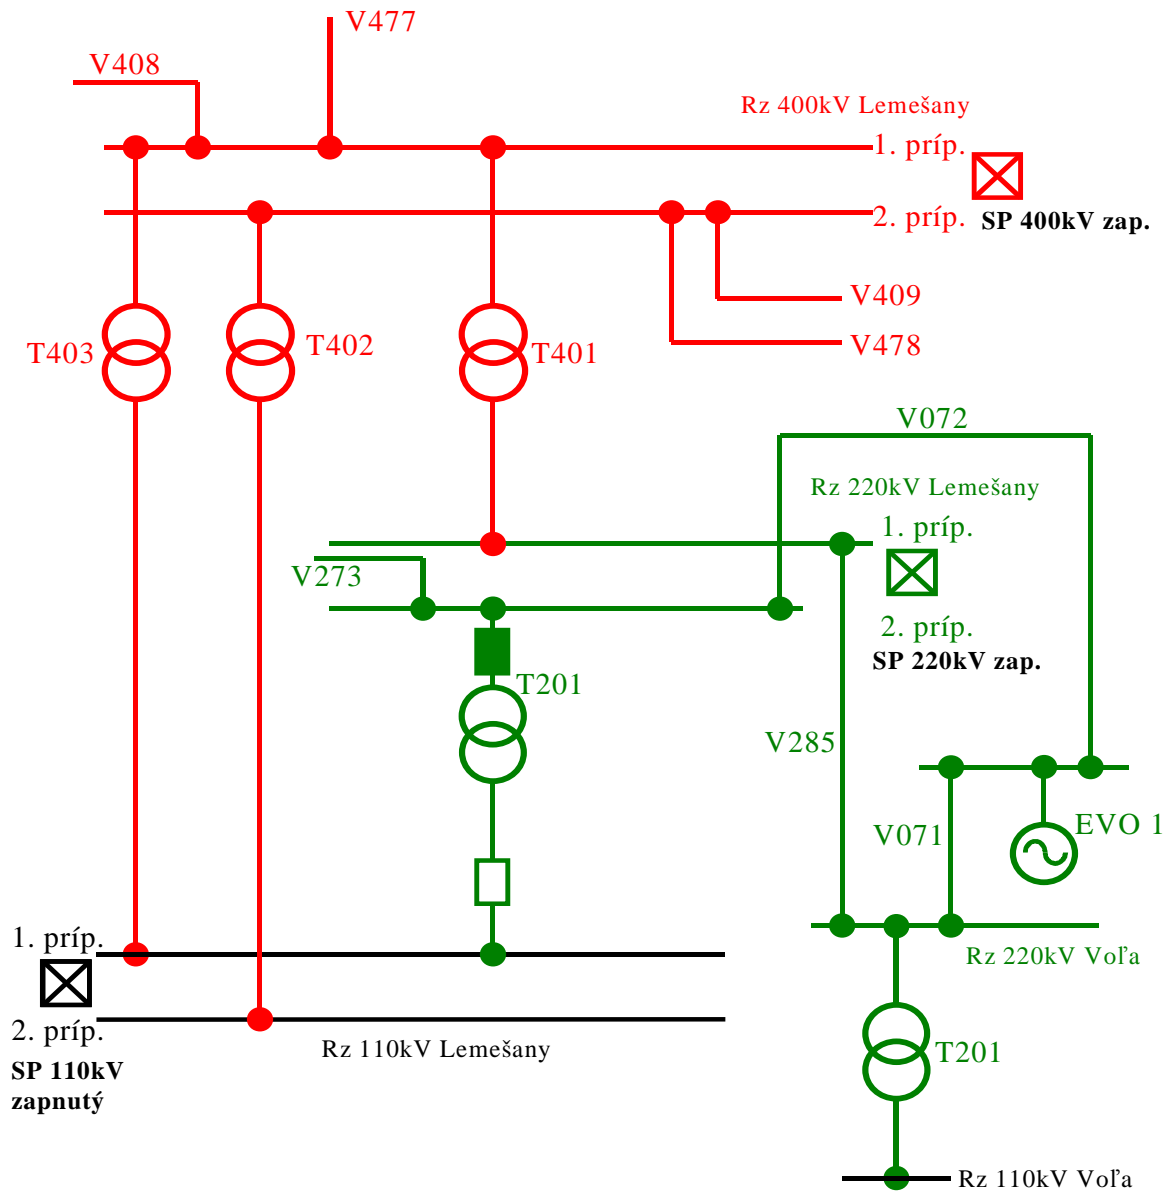 V477
V408
Rz 400kV Lemešany
1. príp.
2. príp.
SP 400kV zap.
V409
V478
T403
T402
T401
V072
Rz 220kV Lemešany
1. príp.
V273
2. príp.
SP 220kV zap.
T201
V285
V071
EVO 1
1. príp.
Rz 220kV Voľa
2. príp.
Rz 110kV Lemešany
T201
SP 110kV
zapnutý
Rz 110kV Voľa